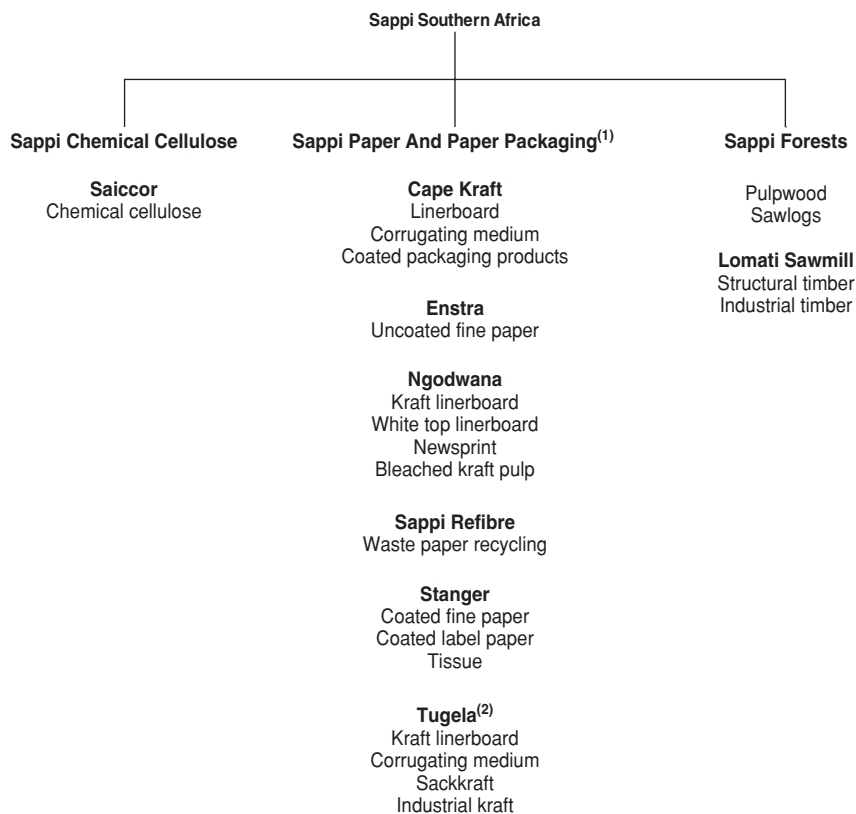 Sappi Southern Africa
Sappi Chemical Cellulose
Saiccor
Chemical cellulose
Sappi Paper And Paper Packaging(1)
Cape Kraft
Linerboard
Corrugating medium
Coated packaging products
Enstra
Uncoated fine paper
Ngodwana
Kraft linerboard
White top linerboard
Newsprint
Bleached kraft pulp
Sappi Refibre
Waste paper recycling
Stanger
Coated fine paper
Coated label paper
Tissue
Tugela(2)
Kraft linerboard
Corrugating medium
Sackkraft
Industrial kraft
Sappi Forests
Pulpwood
Sawlogs
Lomati Sawmill
Structural timber
Industrial timber